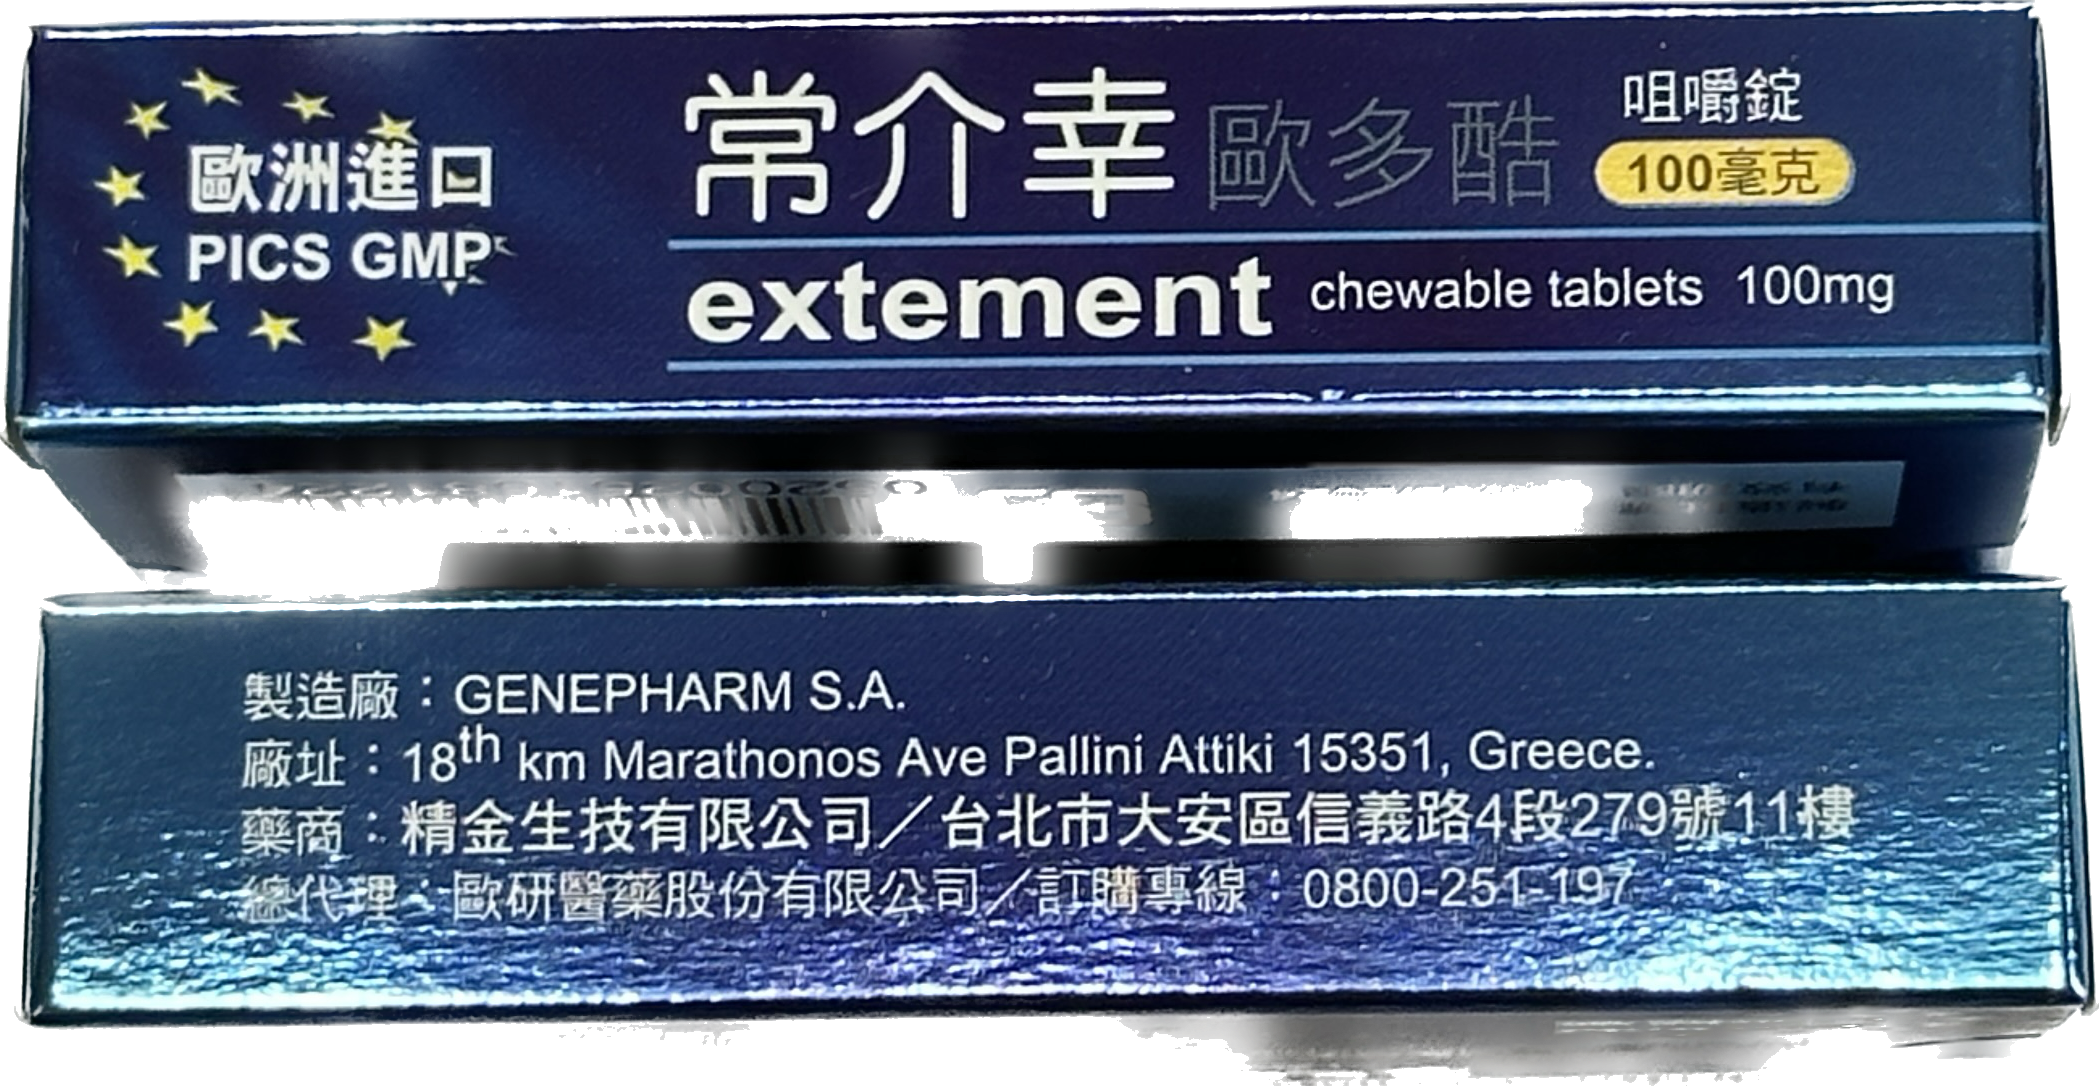 歐洲進口
PICS GMP
常介幸歐多酷
咀嚼錠
100毫克
extement chewable tablets 100mg
製造廠：GENEPHARM S.A.
廠址：18th km Marathonos Ave Pallini Attiki 15351, Greece.
藥商：精金生技有限公司／台北市大安區信義路4段279號11樓
總代理：歐研醫藥股份有限公司／訂購專線：0800-251-197